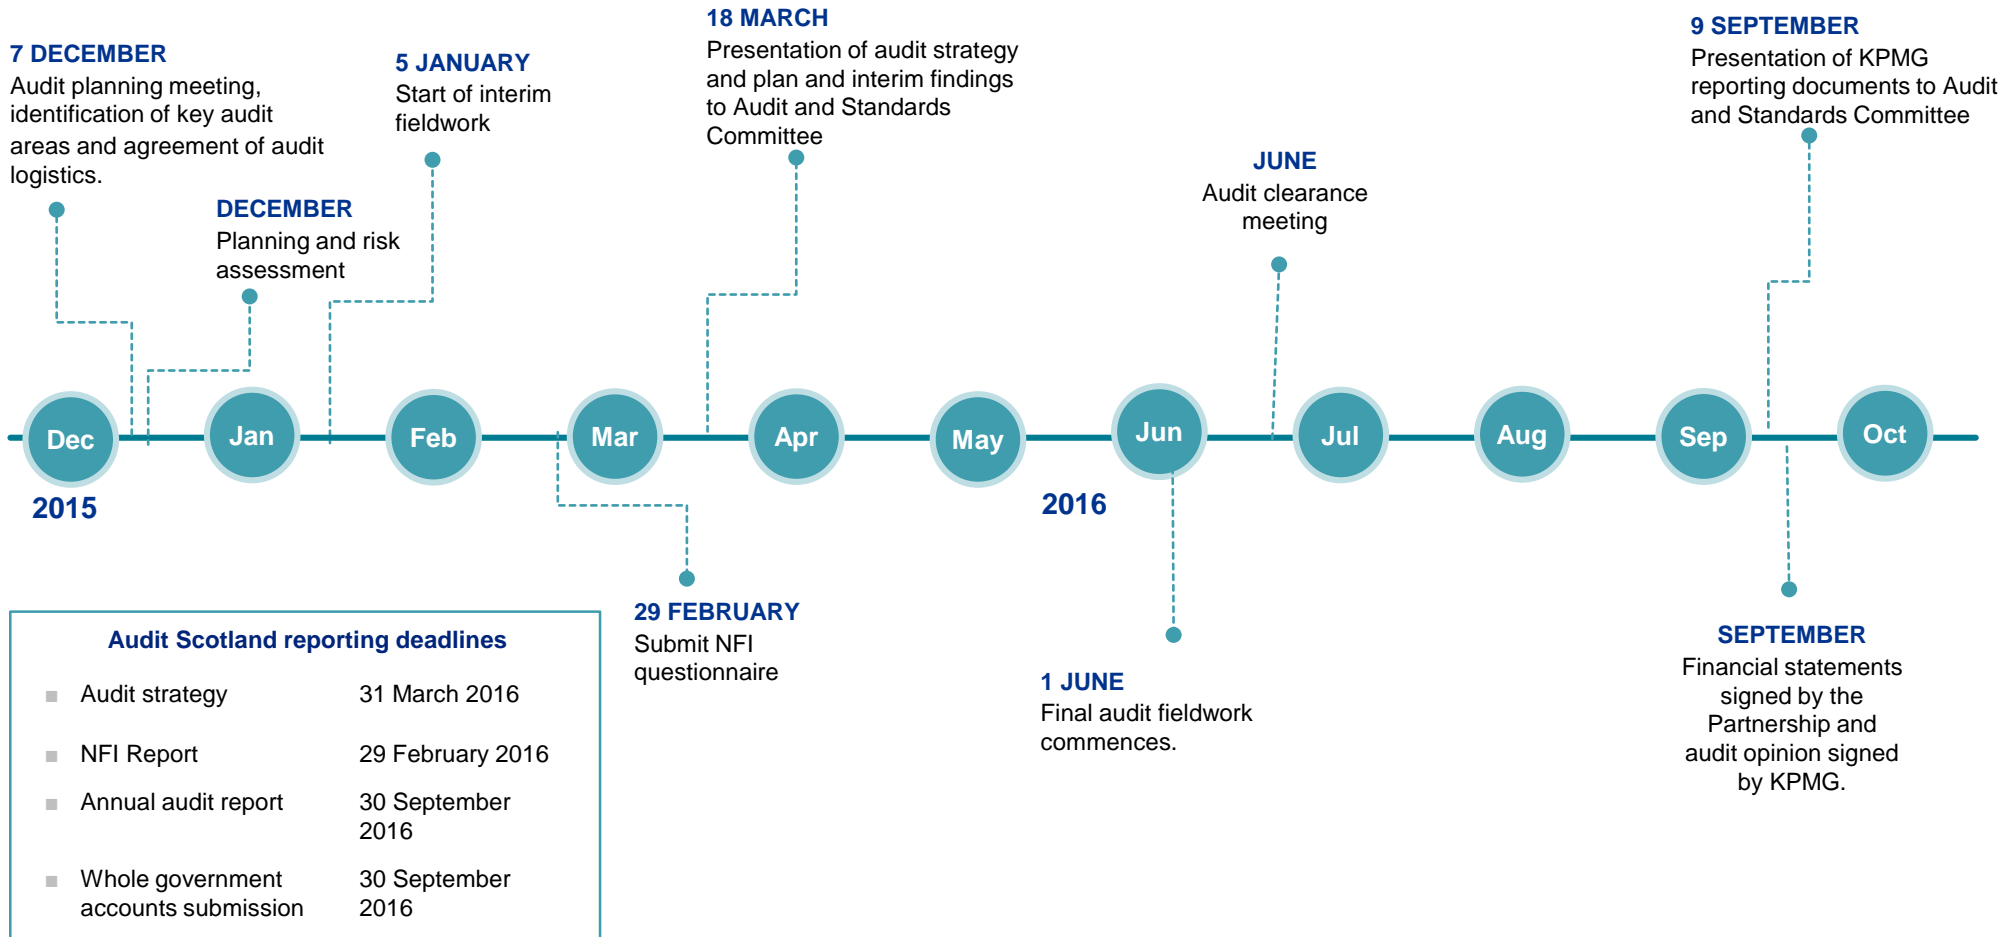 7 DECEMBER
Audit planning meeting,
identification of key audit
areas and agreement of audit
logistics.
DECEMBER
Planning and risk
assessment
5 JANUARY
Start of interim
fieldwork
18 MARCH
Presentation of audit strategy
and plan and interim findings
to Audit and Standards
Committee
JUNE
Audit clearance
meeting
9 SEPTEMBER
Presentation of KPMG
reporting documents to Audit
and Standards Committee
Dec
Jan
Feb
Mar
Apr
May
Jun
Jul
Aug
Sep
Oct
2015
2016
29 FEBRUARY
Submit NFI
questionnaire
1 JUNE
Final audit fieldwork
commences.
SEPTEMBER
Financial statements
signed by the
Partnership and
audit opinion signed
by KPMG.
Audit Scotland reporting deadlines
Audit strategy 31 March 2016
NFI Report 29 February 2016
Annual audit report 30 September
2016
Whole government 30 September
accounts submission 2016